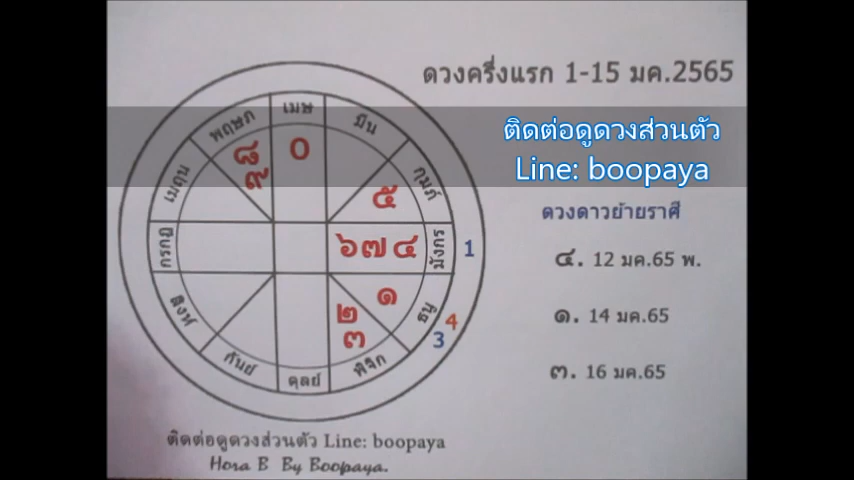 ดวงครึ่งแรก 1-15 มค.2565
ติดต่อดูดวงส่วนตัว
Line: boopaya
ดวงดาวย้ายราศี
๔. 12 มค.65 พ.
๑. 14 มค.65
๓. 16 มค.65
เมษ
พฤษภ
มีน
เมถุน
กุมภ์
กรกฎ
มังกร
สิงห์
ธนู
กันย์
ตุลย์
พิจิก
๘
๙
0
๕
๖๗๔
1
๑
๒
๓
4
3
ติดต่อดูดวงส่วนตัว Line: boopaya
Hora B By Boopaya.